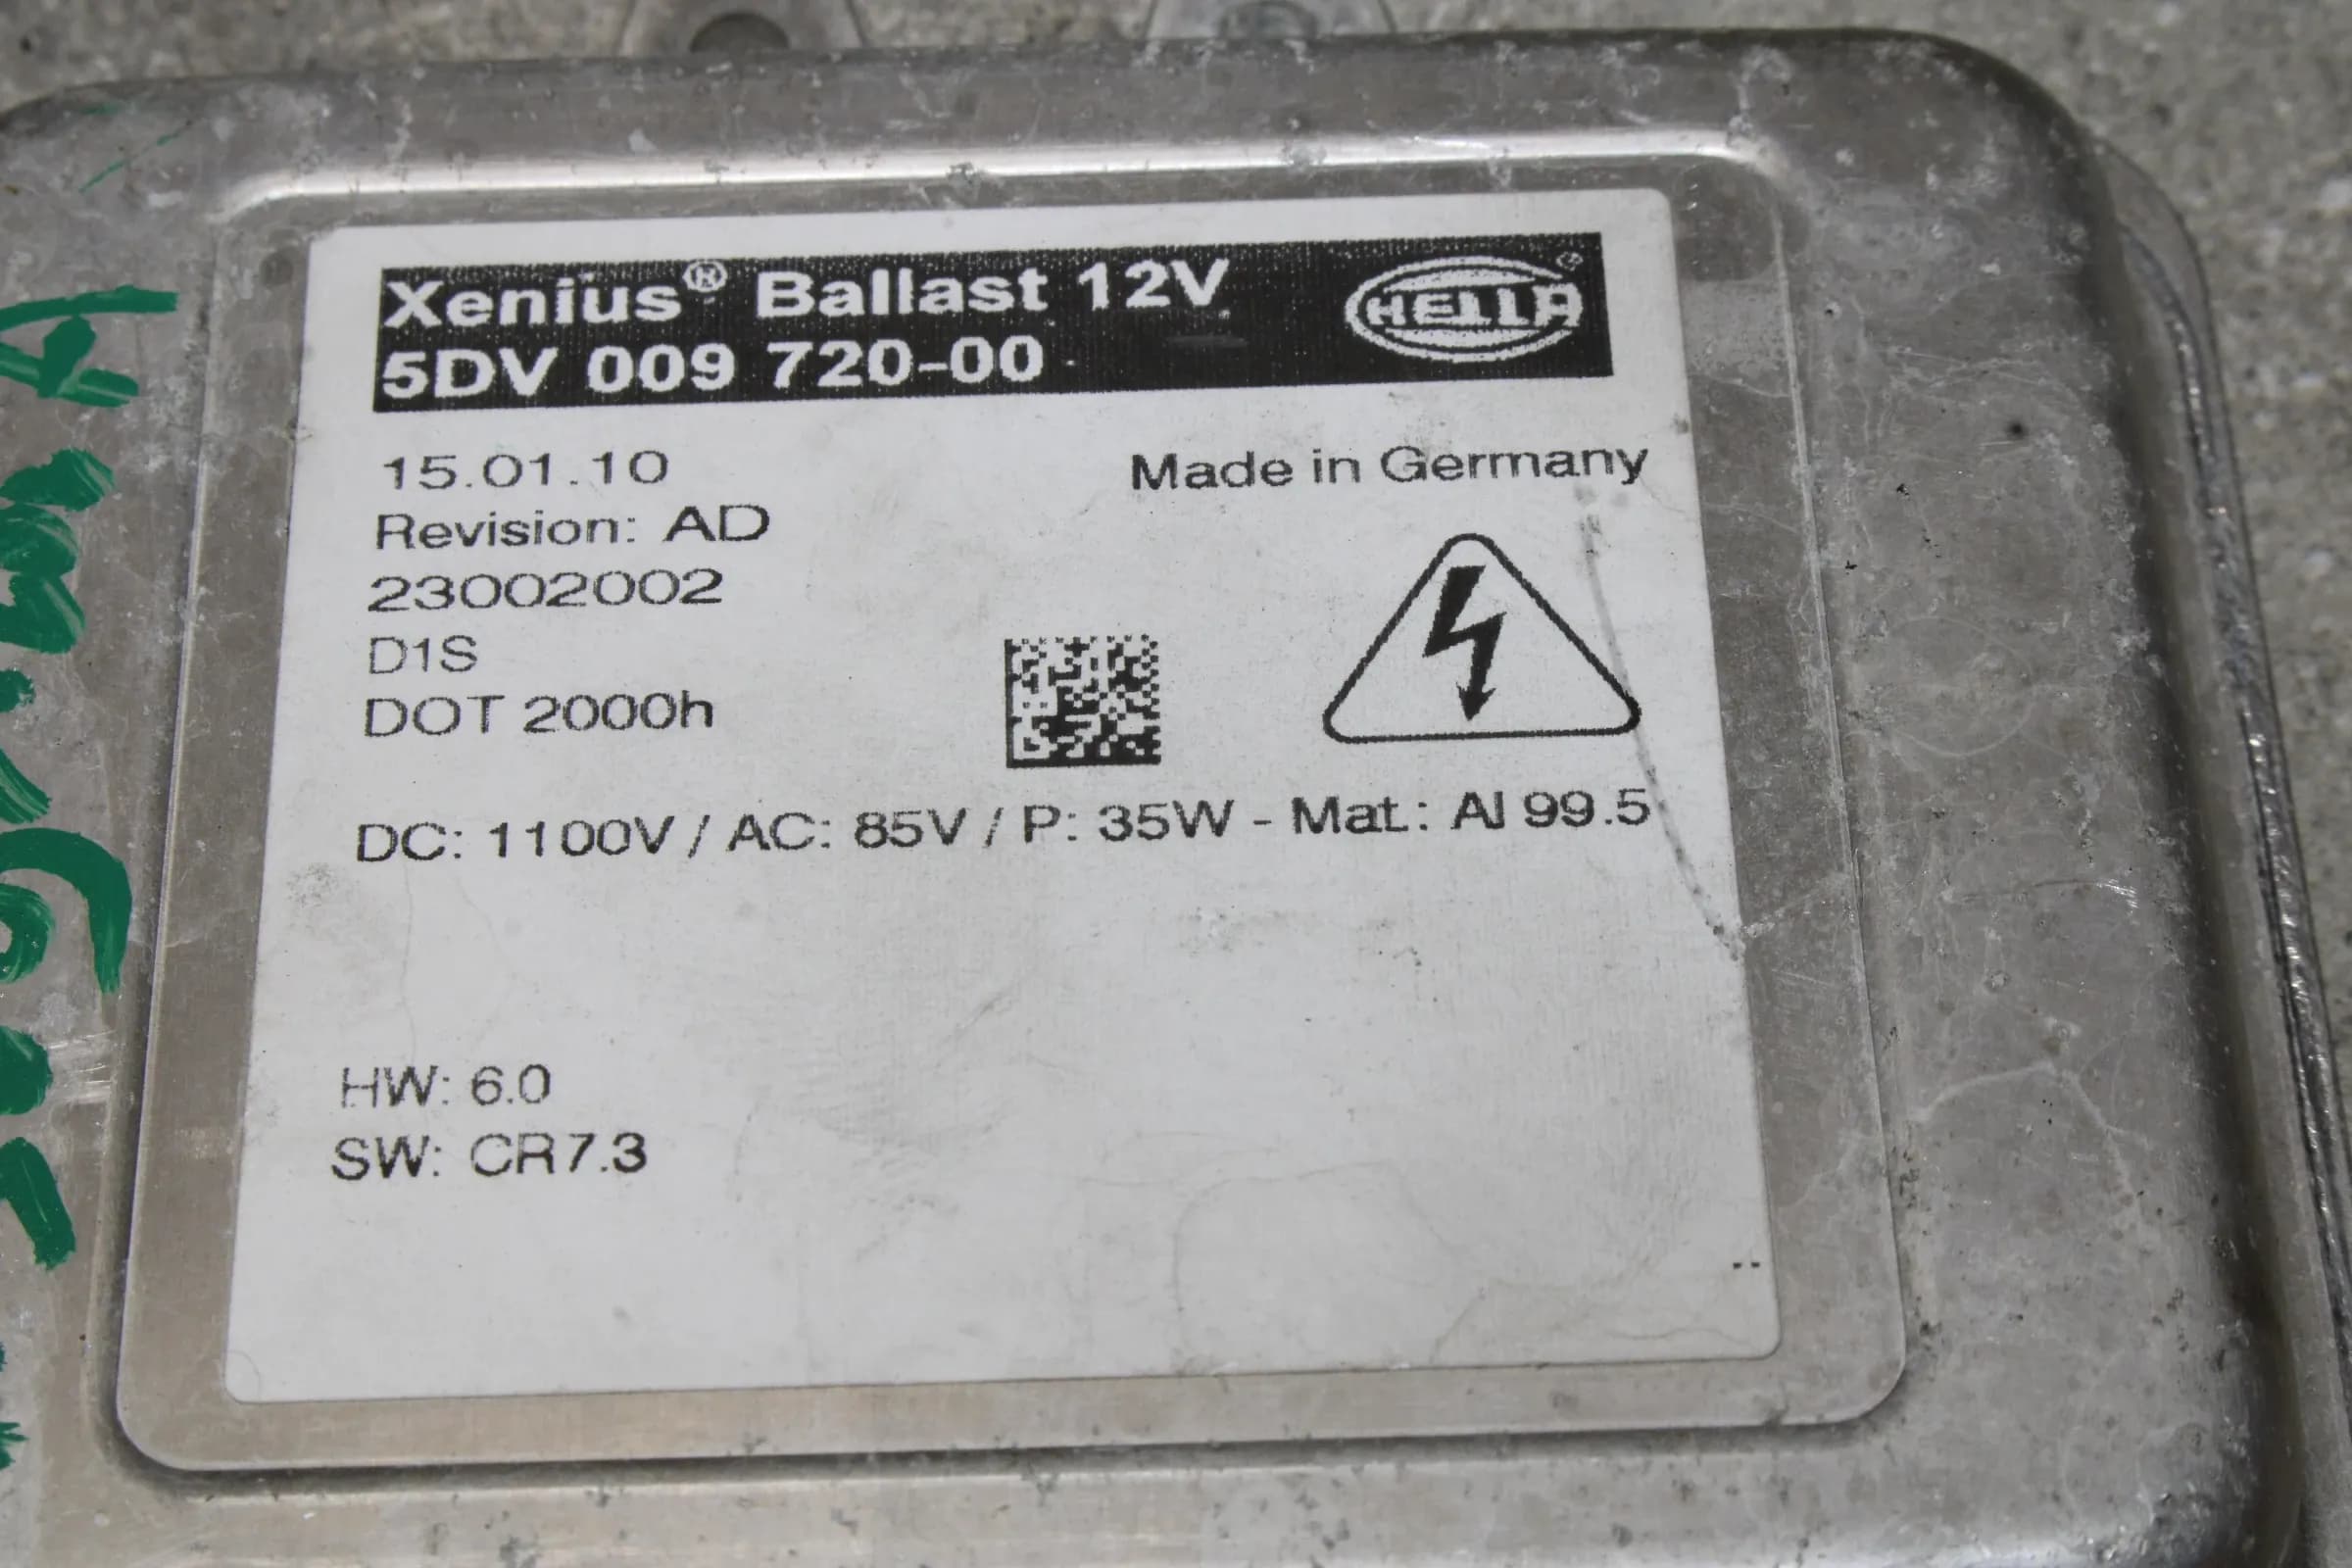 Xenius® Ballast 12V
HELLA
5DV 009 720-00
15.01.10
Made in Germany
Revision: AD
23002002
D1S
DOT 2000h
DC: 1100V / AC: 85V / P: 35W - Mat.: Al 99.5
HW: 6.0
SW: CR7.3